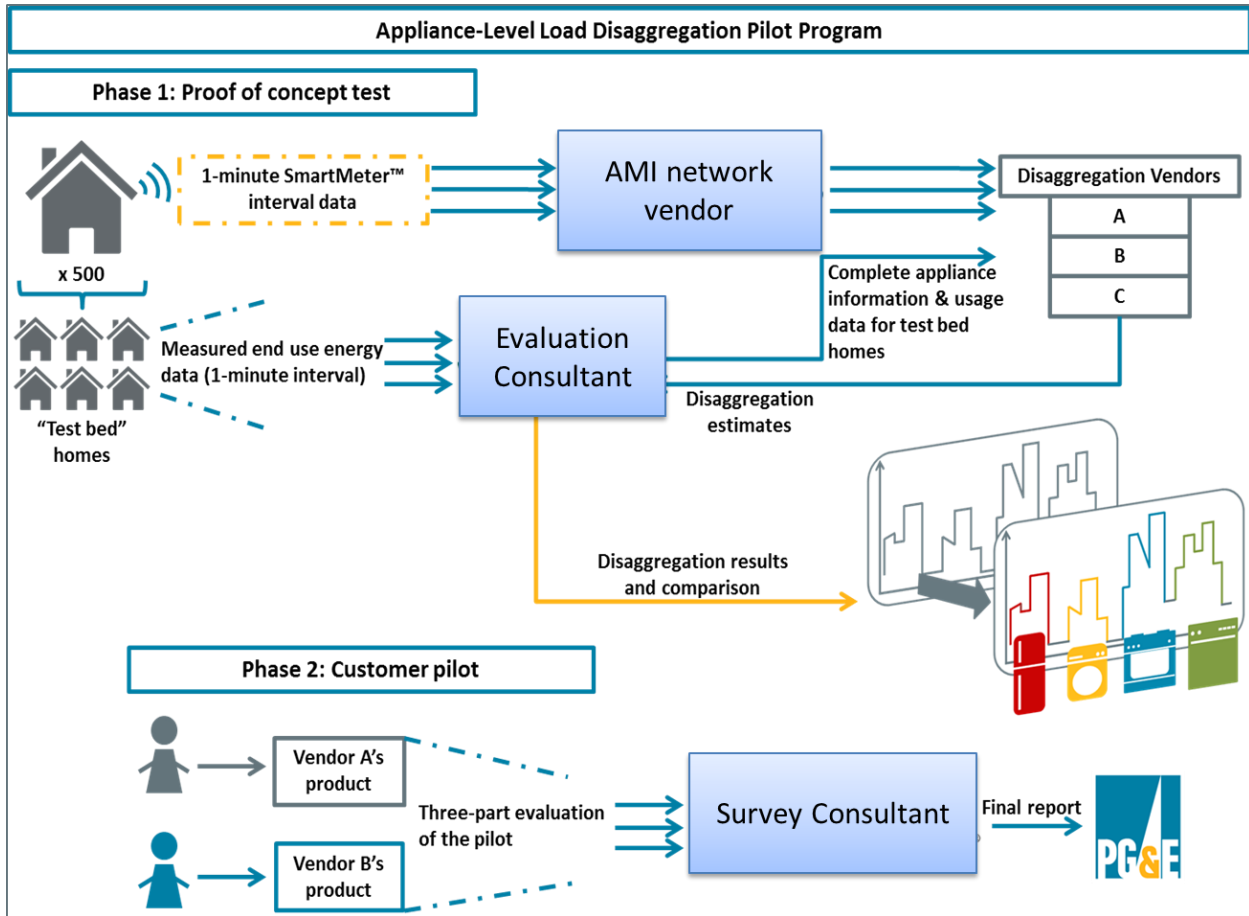 Appliance-Level Load Disaggregation Pilot Program
Phase 1: Proof of concept test
1-minute SmartMeter™
interval data
AMI network
vendor
Disaggregation Vendors
A
B
C
x 500
Complete appliance
information & usage
data for test bed
homes
Measured end use energy
data (1-minute interval)
Evaluation
Consultant
Disaggregation
estimates
“Test bed”
homes
Disaggregation results
and comparison
Phase 2: Customer pilot
Vendor A’s
product
Three-part evaluation
of the pilot
Survey Consultant
Final report
Vendor B’s
product
PG&E